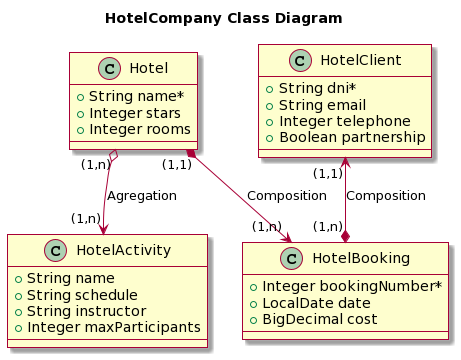 HotelCompany Class Diagram
C Hotel
String name*
Integer stars
Integer rooms
C HotelClient
String dni*
String email
Integer telephone
Boolean partnership
(1,n)
(1,1)
(1,1)
Agregation
Composition
Composition
(1,n)
(1,n)
(1,n)
C HotelActivity
String name
String schedule
String instructor
Integer maxParticipants
C HotelBooking
Integer bookingNumber*
LocalDate date
BigDecimal cost